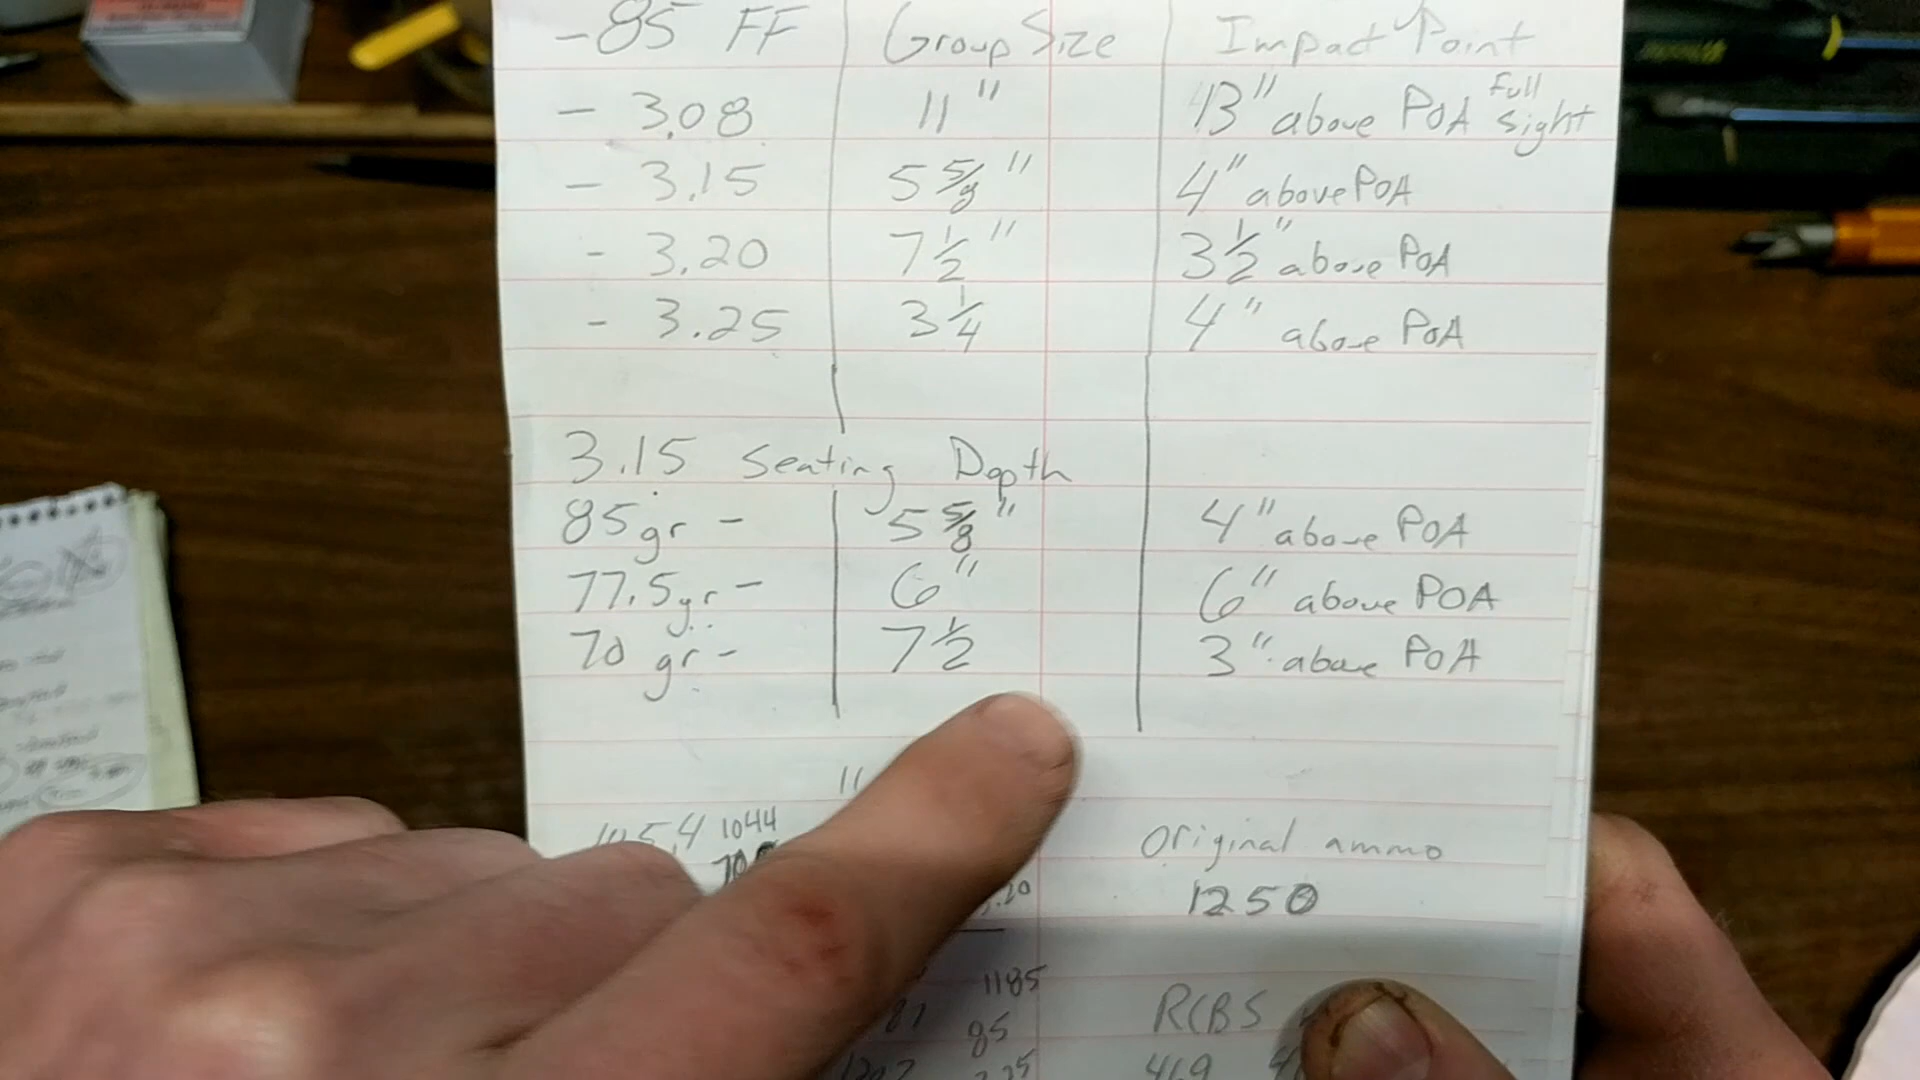 - 85 FF Group Size Impact Point
- 3.08 11" 13" above POA Full Sight
- 3.15 5 5/8" 4" above POA
- 3.20 7 1/2" 3 1/2" above POA
- 3.25 3 1/4 4" above POA
3.15 Seating Depth
85gr - 5 5/8" 4" above POA
77.5gr - 6" 6" above POA
70 gr - 7 1/2 3" above POA
1044 Original ammo
1250
1185
85 RCBS
469